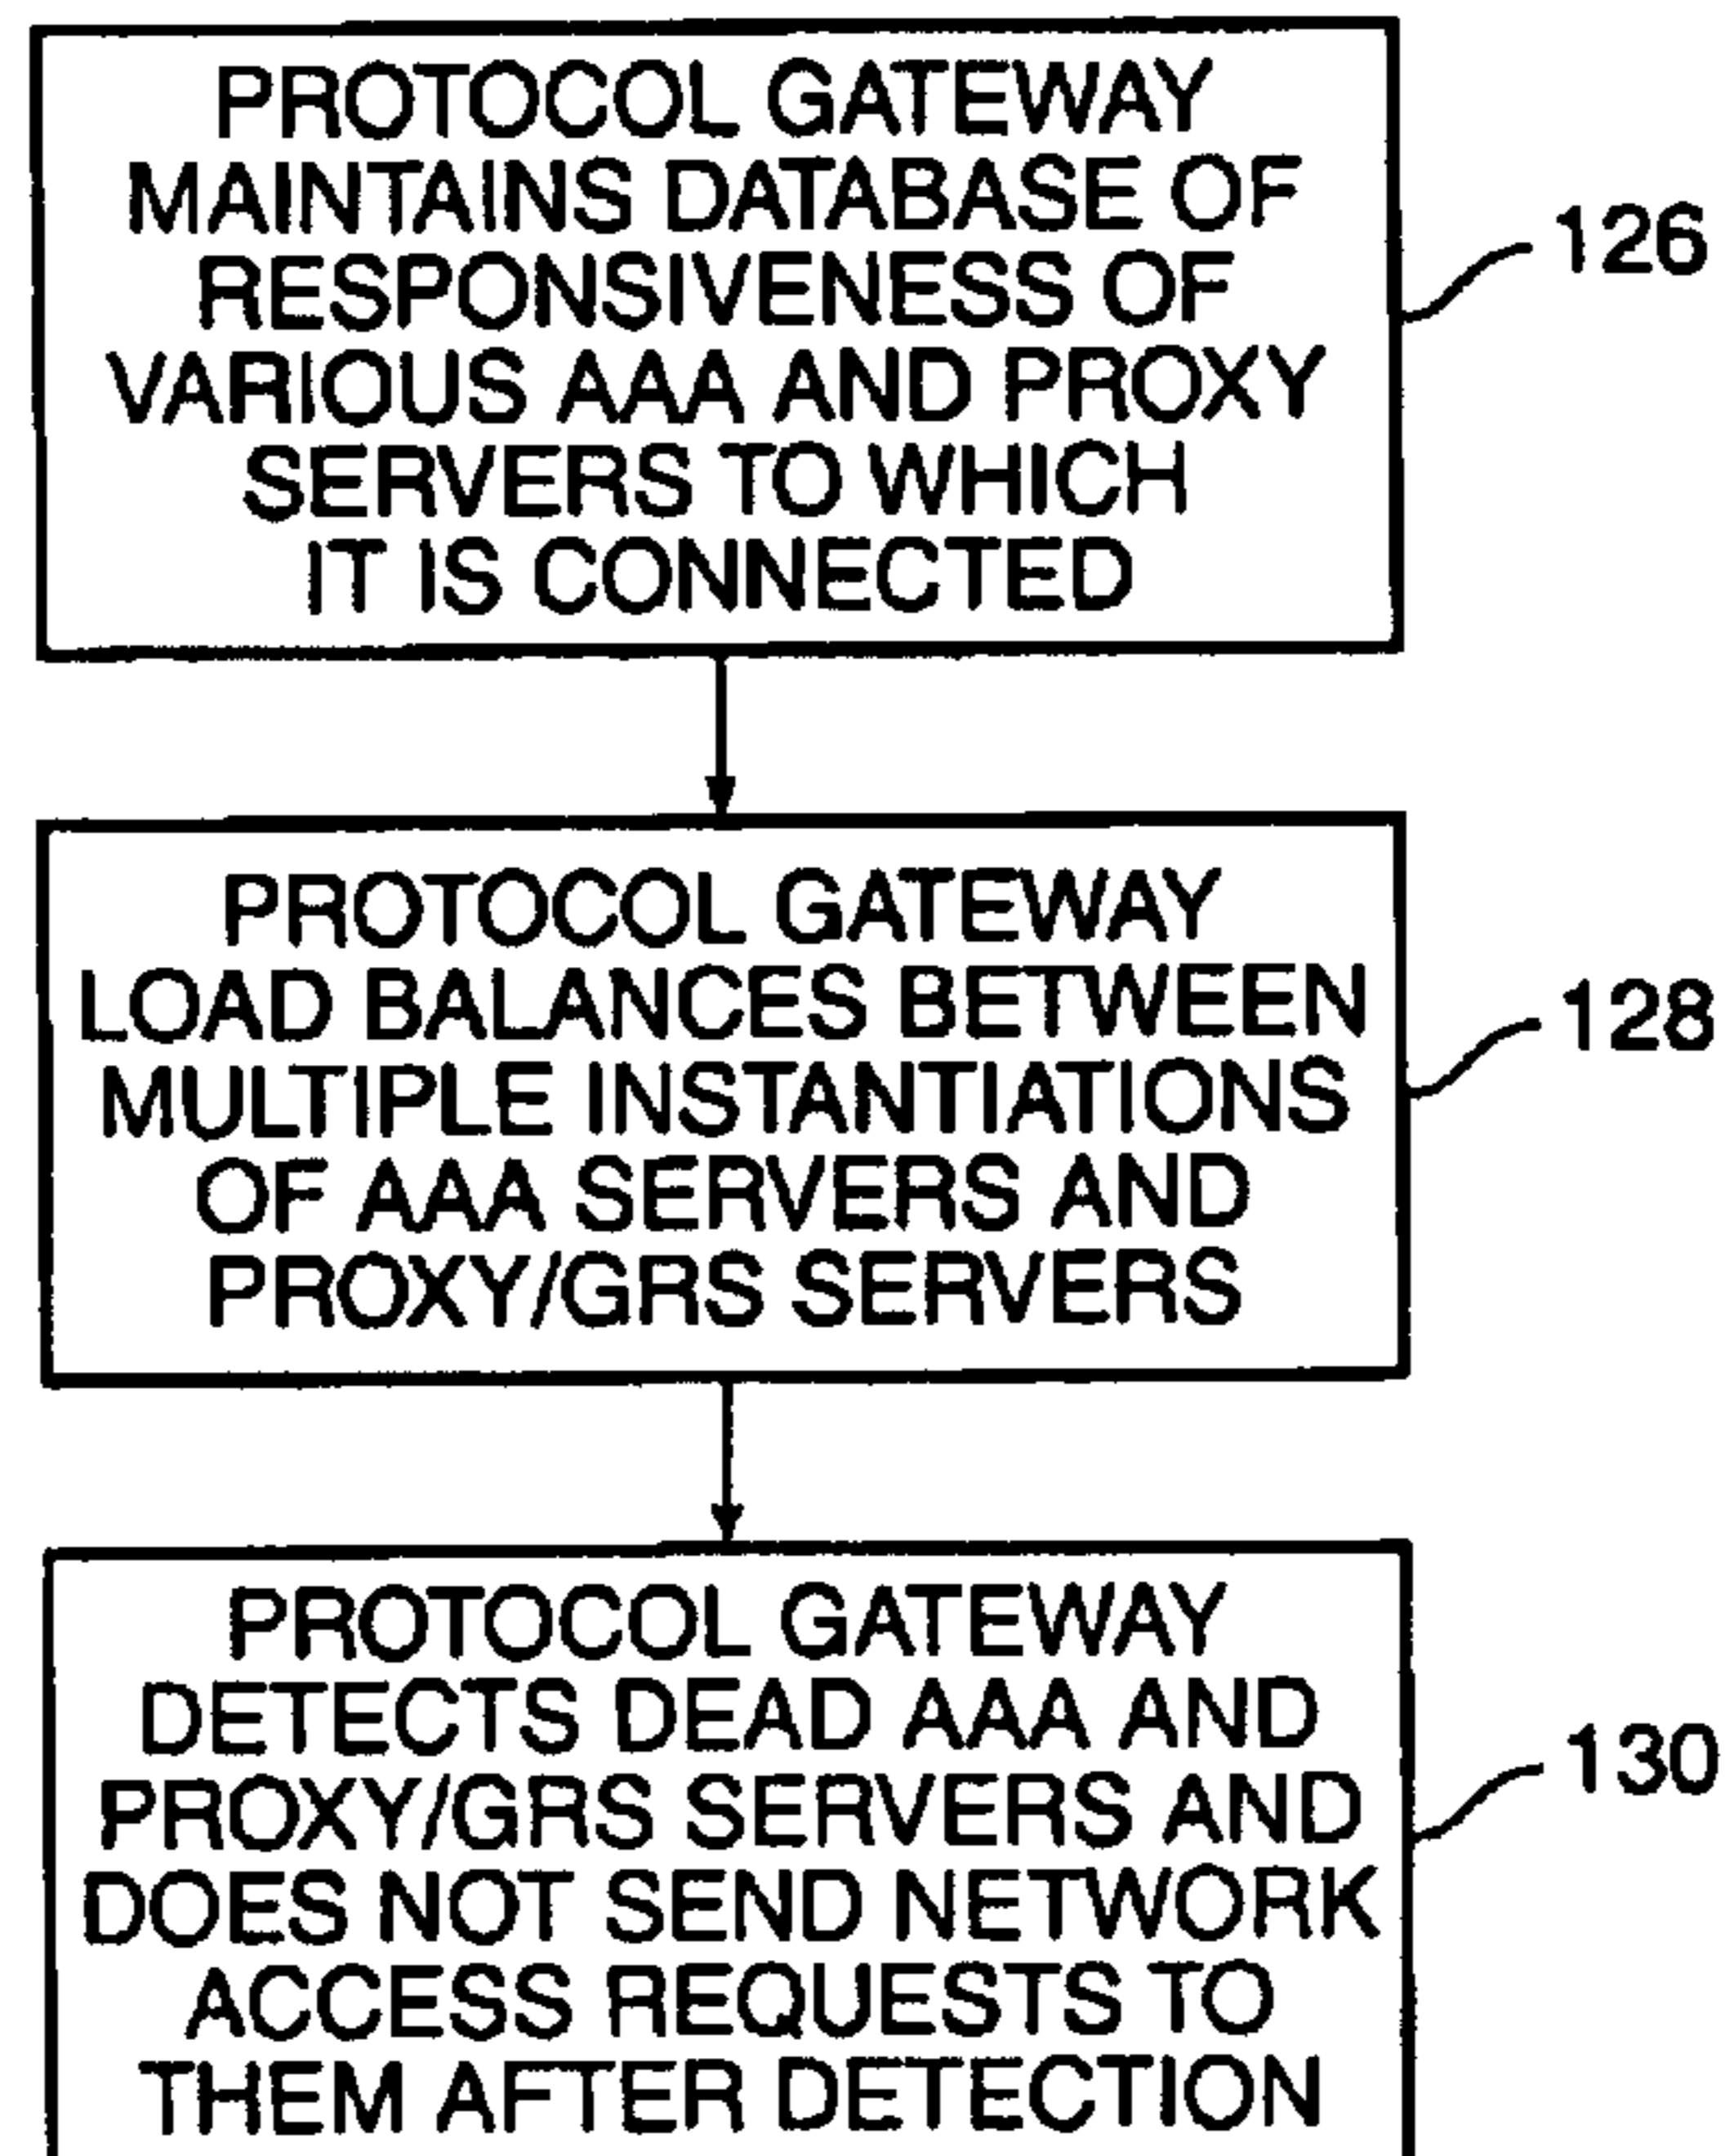 PROTOCOL GATEWAY
MAINTAINS DATABASE OF
RESPONSIVENESS OF
VARIOUS AAA AND PROXY
SERVERS TO WHICH
IT IS CONNECTED
126
PROTOCOL GATEWAY
LOAD BALANCES BETWEEN
MULTIPLE INSTANTIATIONS
OF AAA SERVERS AND
PROXY/GRS SERVERS
128
PROTOCOL GATEWAY
DETECTS DEAD AAA AND
PROXY/GRS SERVERS AND
DOES NOT SEND NETWORK
ACCESS REQUESTS TO
THEM AFTER DETECTION
130